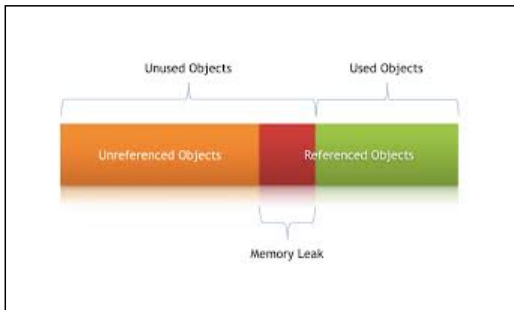 Unused Objects
Used Objects
Unreferenced Objects
Referenced Objects
Memory Leak